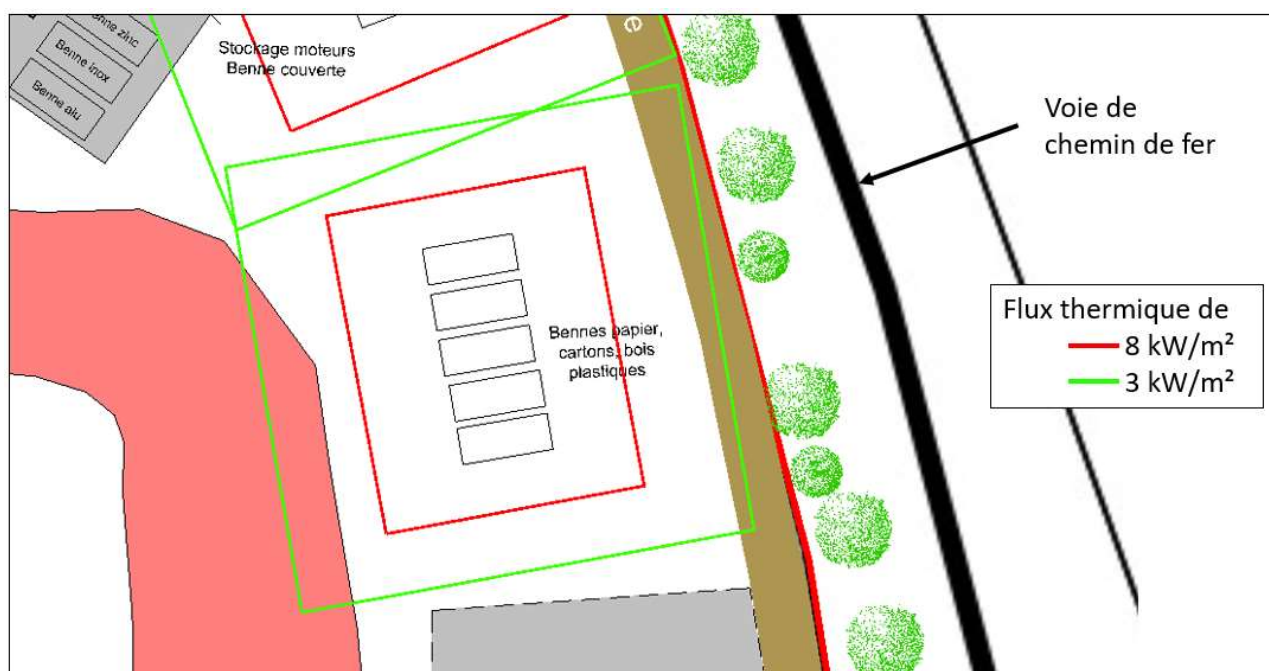 Benne zinc
Benne inox
Benne alu
Stockage moteurs
Benne couverte
e
Voie de
chemin de fer
Bennes papier,
cartons, bois
plastiques
Flux thermique de
8 kW/m²
3 kW/m²